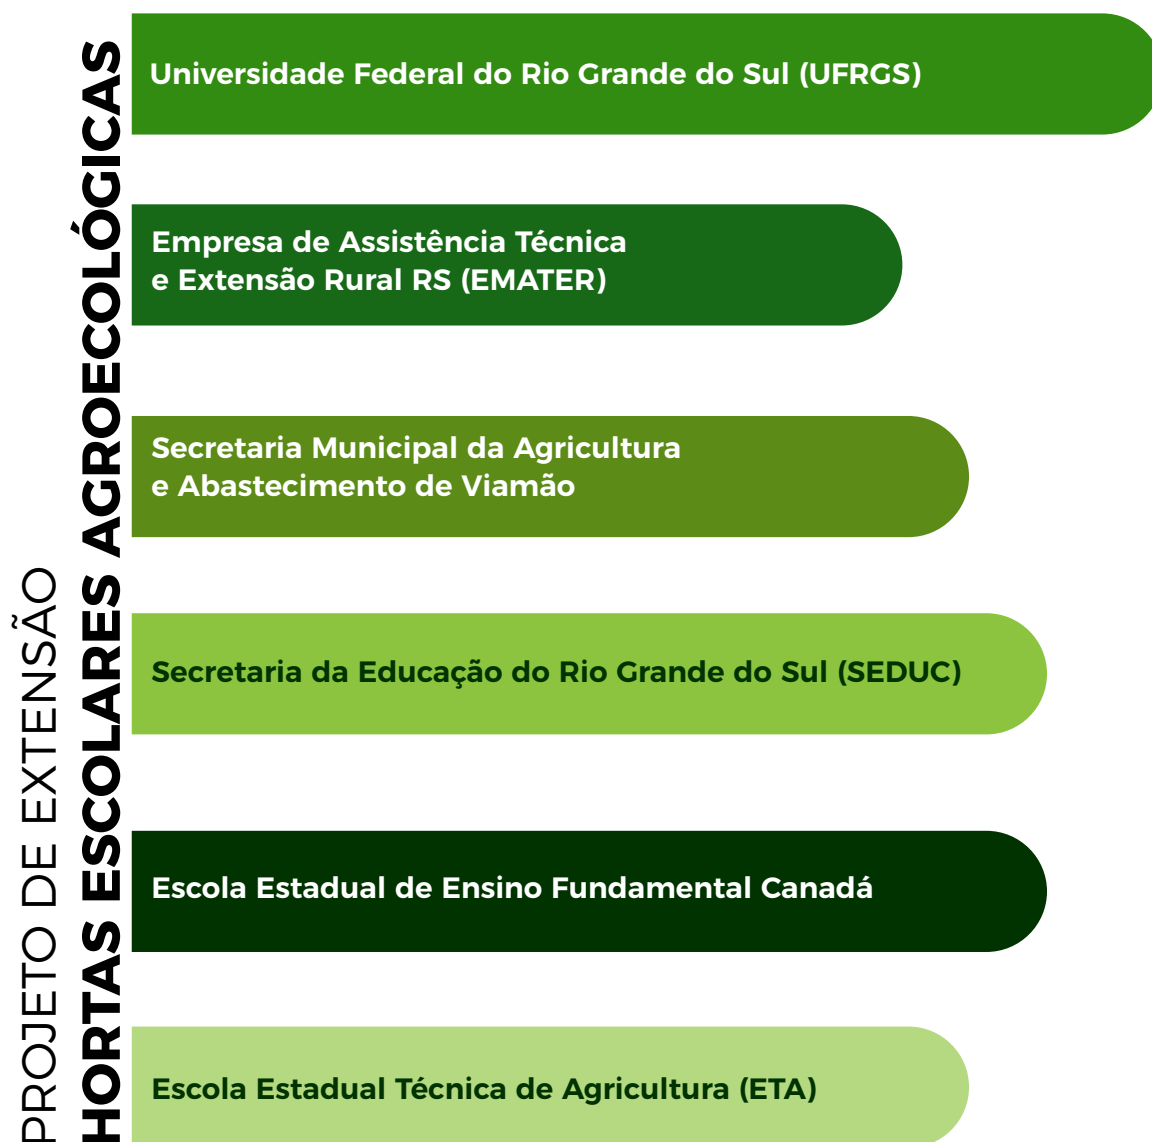 PROJETO DE EXTENSÃO
HORTAS ESCOLARES AGROECOLÓGICAS
Universidade Federal do Rio Grande do Sul (UFRGS)
Empresa de Assistência Técnica
e Extensão Rural RS (EMATER)
Secretaria Municipal da Agricultura
e Abastecimento de Viamão
Secretaria da Educação do Rio Grande do Sul (SEDUC)
Escola Estadual de Ensino Fundamental Canadá
Escola Estadual Técnica de Agricultura (ETA)